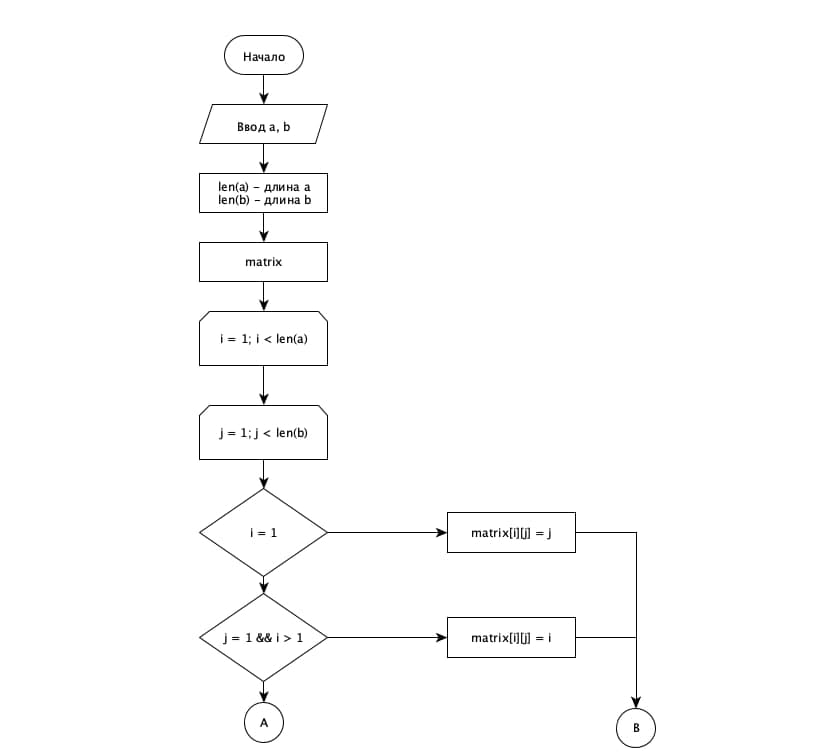 Начало
Ввод a, b
len(a) – длина a
len(b) – длина b
matrix
i = 1; i < len(a)
j = 1; j < len(b)
i = 1
matrix[i][j] = j
j = 1 && i > 1
matrix[i][j] = i
A
B